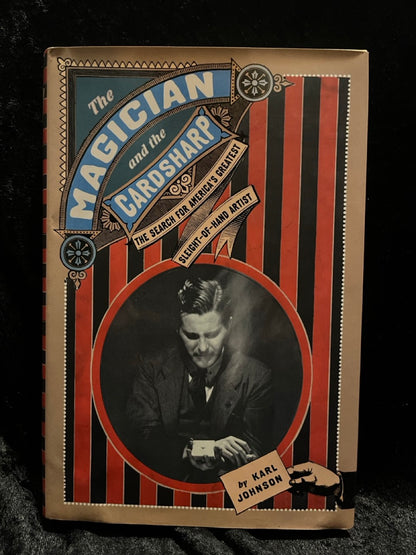 The
MAGICIAN
and the
CARDSHARP
THE SEARCH FOR AMERICA'S GREATEST
SLEIGHT-OF-HAND ARTIST
by KARL
JOHNSON